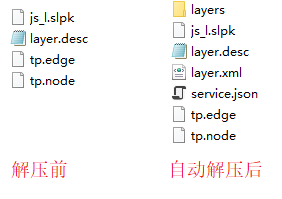 js_l.slpk
layer.desc
tp.edge
tp.node
解压前
layers
js_l.slpk
layer.desc
layer.xml
service.json
tp.edge
tp.node
自动解压后